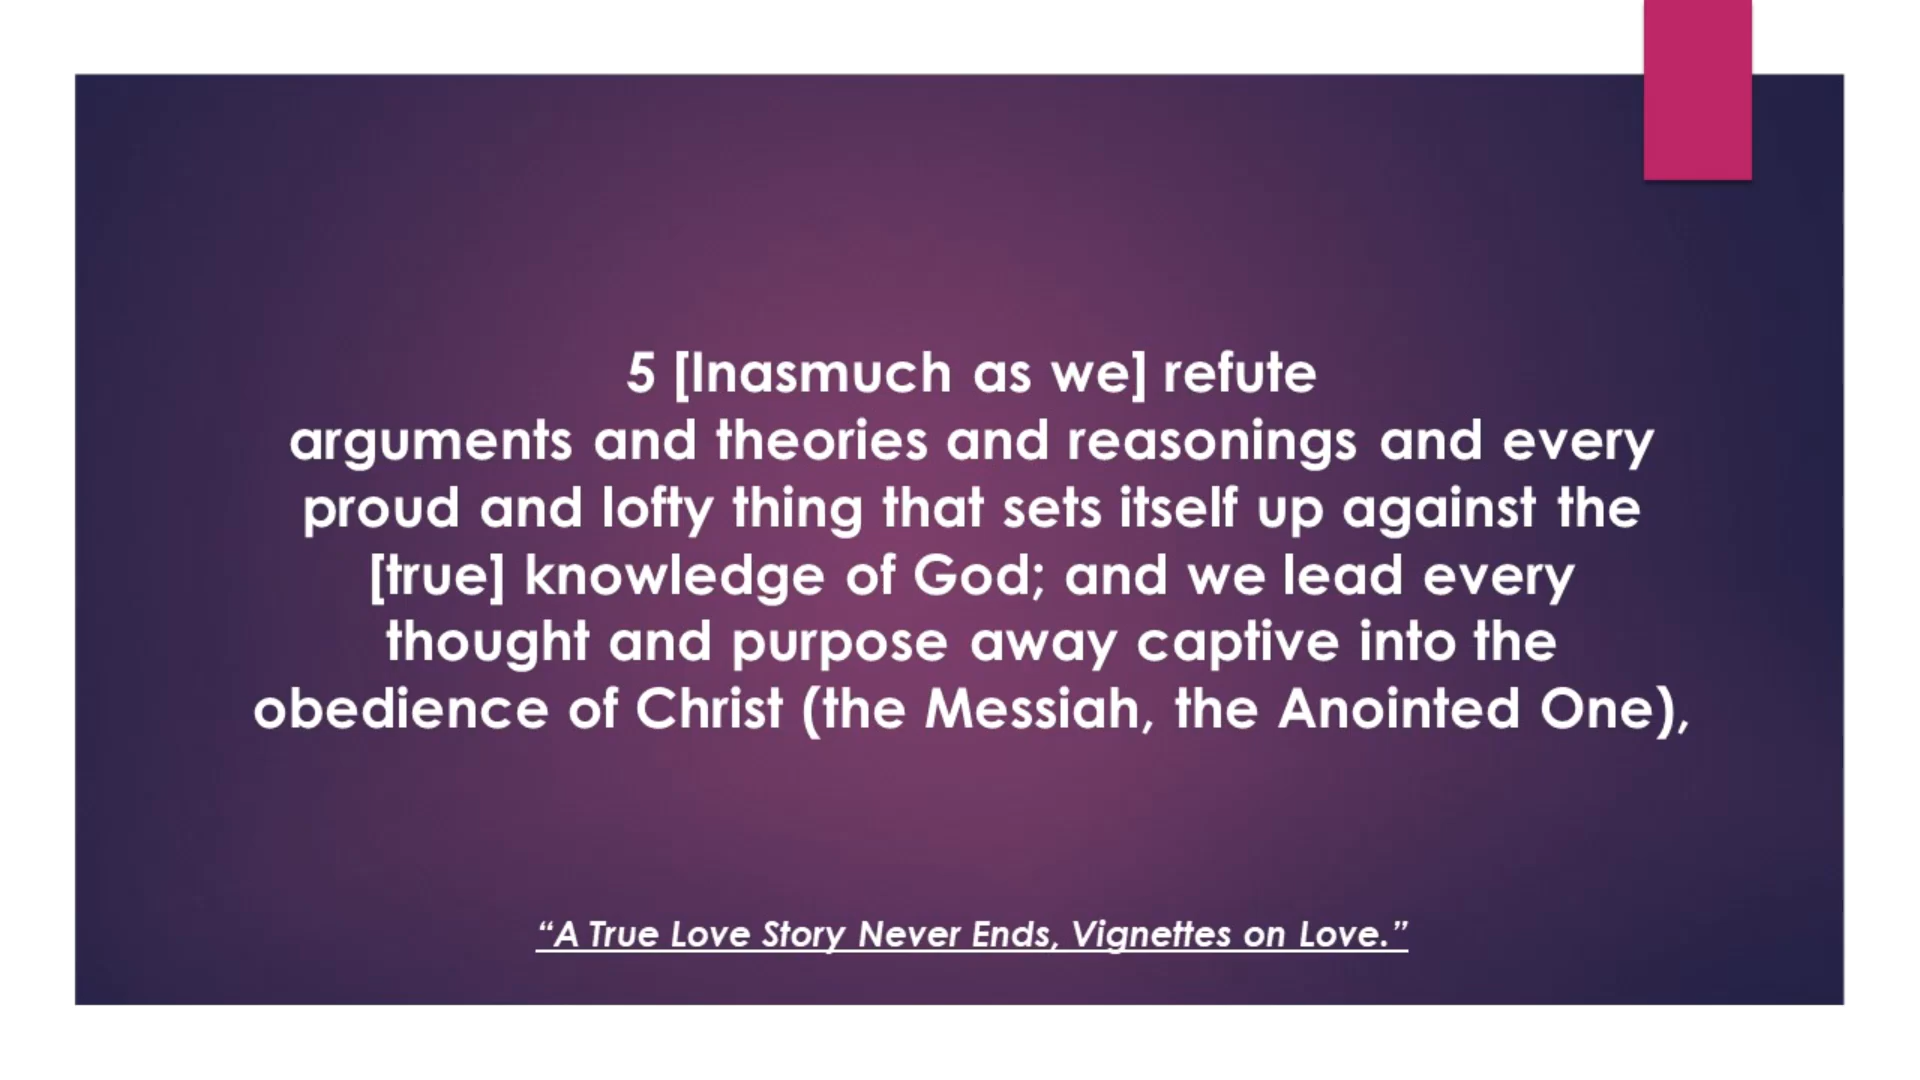 5 [Inasmuch as we] refute
arguments and theories and reasonings and every
proud and lofty thing that sets itself up against the
[true] knowledge of God; and we lead every
thought and purpose away captive into the
obedience of Christ (the Messiah, the Anointed One),
“A True Love Story Never Ends, Vignettes on Love.”